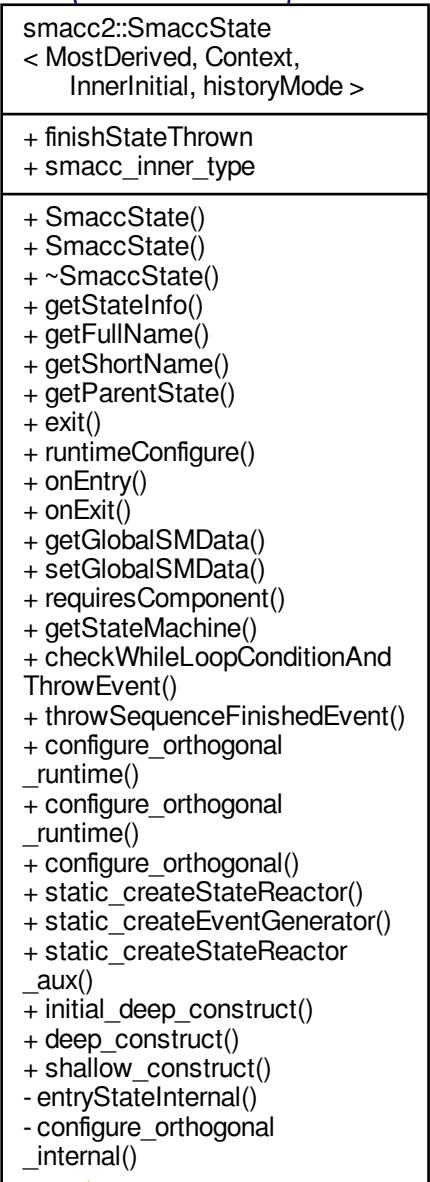 smacc2::SmaccState
< MostDerived, Context,
InnerInitial, historyMode >
+ finishStateThrown
+ smacc_inner_type
+ SmaccState()
+ SmaccState()
+ ~SmaccState()
+ getStateInfo()
+ getFullName()
+ getShortName()
+ getParentState()
+ exit()
+ runtimeConfigure()
+ onEntry()
+ onExit()
+ getGlobalSMData()
+ setGlobalSMData()
+ requiresComponent()
+ getStateMachine()
+ checkWhileLoopConditionAnd
ThrowEvent()
+ throwSequenceFinishedEvent()
+ configure_orthogonal
_runtime()
+ configure_orthogonal
_runtime()
+ configure_orthogonal()
+ static_createStateReactor()
+ static_createEventGenerator()
+ static_createStateReactor
_aux()
+ initial_deep_construct()
+ deep_construct()
+ shallow_construct()
- entryStateInternal()
- configure_orthogonal
_internal()